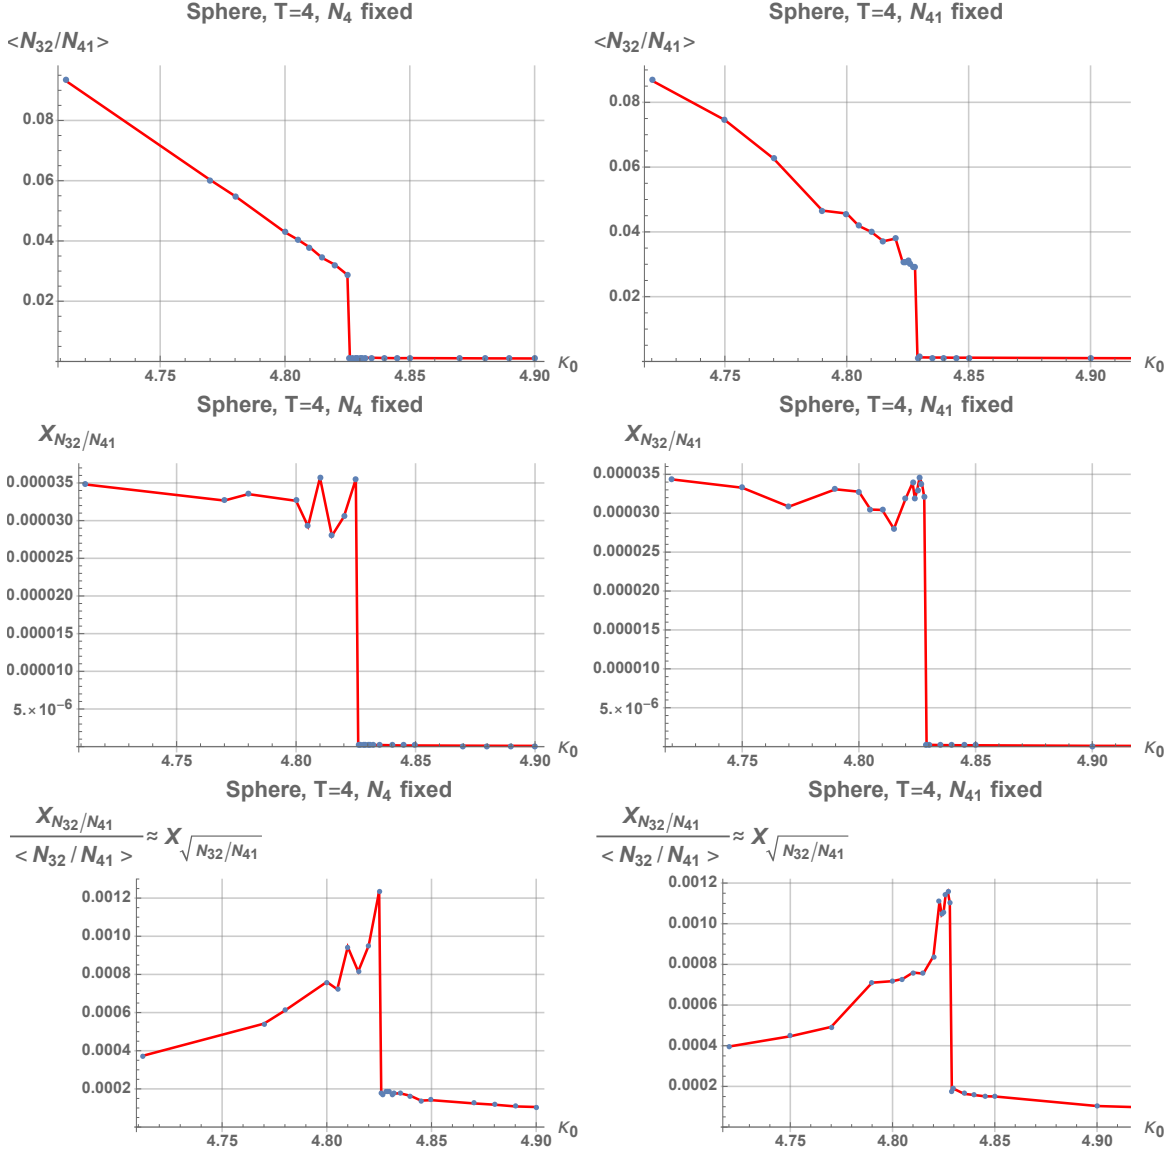 Sphere, T=4, N4 fixed
<N32/N41>
0.08
0.06
0.04
0.02
4.75 4.80 4.85 4.90 K0
Sphere, T=4, N41 fixed
<N32/N41>
0.08
0.06
0.04
0.02
4.75 4.80 4.85 4.90 K0
Sphere, T=4, N4 fixed
XN32/N41
0.000035
0.000030
0.000025
0.000020
0.000015
0.000010
5.×10-6
4.75 4.80 4.85 4.90 K0
Sphere, T=4, N41 fixed
XN32/N41
0.000035
0.000030
0.000025
0.000020
0.000015
0.000010
5.×10-6
4.75 4.80 4.85 4.90 K0
Sphere, T=4, N4 fixed
XN32/N41
< N32 / N41 > ≈ X√N32/N41
0.0012
0.0010
0.0008
0.0006
0.0004
0.0002
4.75 4.80 4.85 4.90 K0
Sphere, T=4, N41 fixed
XN32/N41
< N32 / N41 > ≈ X√N32/N41
0.0012
0.0010
0.0008
0.0006
0.0004
0.0002
4.75 4.80 4.85 4.90 K0